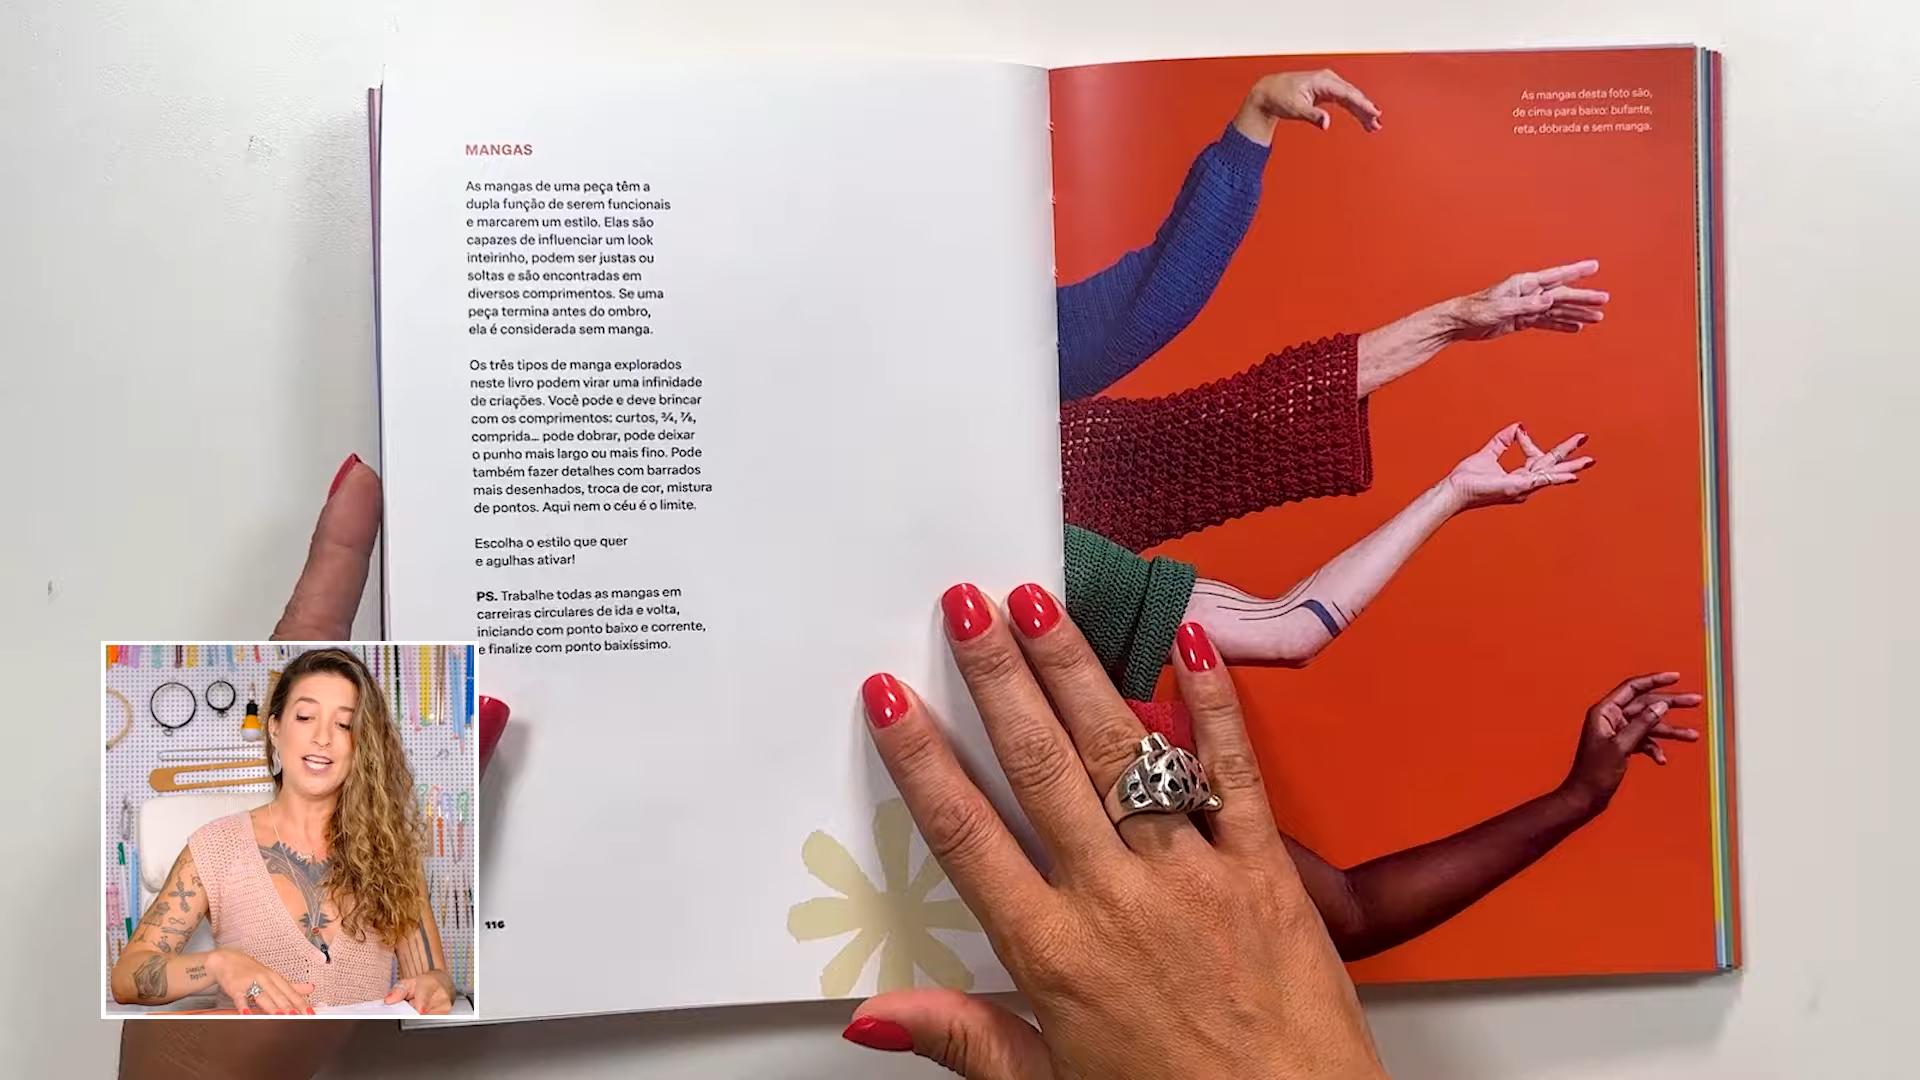 MANGAS
As mangas de uma peça têm a
dupla função de serem funcionais
e marcarem um estilo. Elas são
capazes de influenciar um look
inteirinho, podem ser justas ou
soltas e são encontradas em
diversos comprimentos. Se uma
peça termina antes do ombro,
ela é considerada sem manga.
Os três tipos de manga explorados
neste livro podem virar uma infinidade
de criações. Você pode e deve brincar
com os comprimentos: curtos, ¾, ⅞,
comprida... pode dobrar, pode deixar
o punho mais largo ou mais fino. Pode
também fazer detalhes com barrados
mais desenhados, troca de cor, mistura
de pontos. Aqui nem o céu é o limite.
Escolha o estilo que quer
e agulhas ativar!
PS. Trabalhe todas as mangas em
carreiras circulares de ida e volta,
iniciando com ponto baixo e corrente,
e finalize com ponto baixíssimo.
116
As mangas desta foto são,
de cima para baixo: bufante,
reta, dobrada e sem manga.